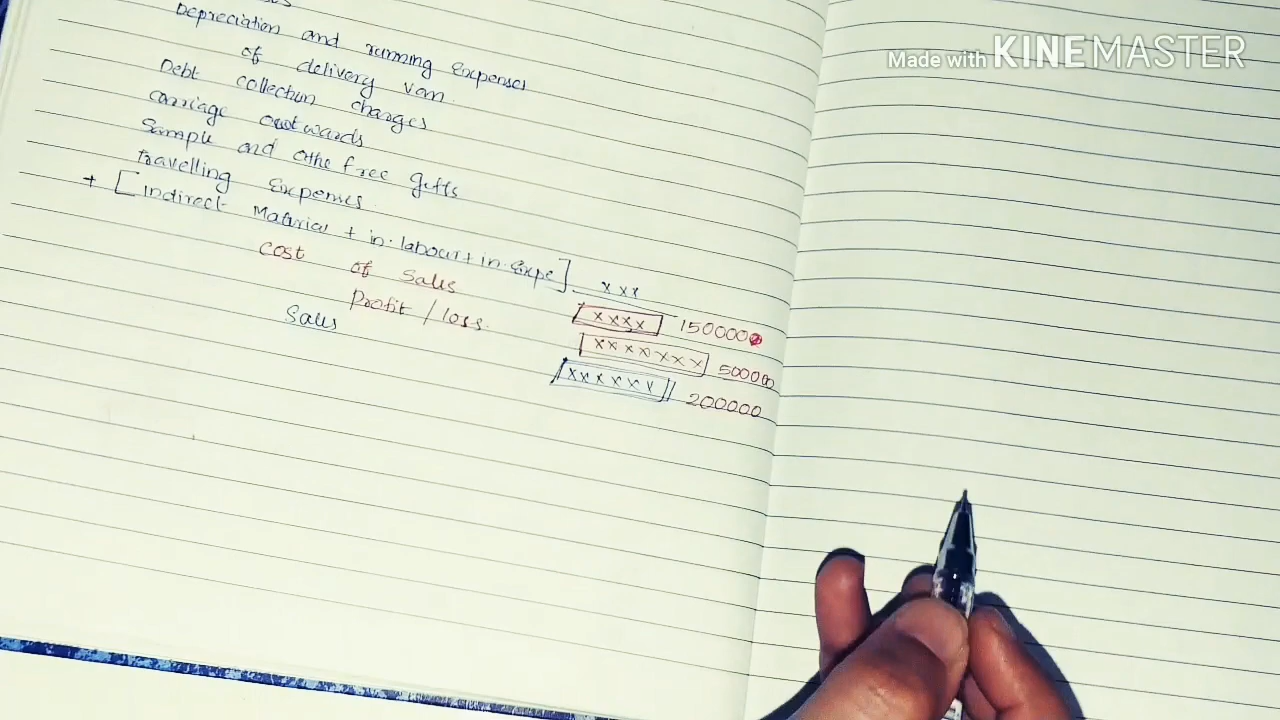 Made with KINEMASTER
Depreciation and running Expenses
of delivery van.
Debt collection charges
carriage outwards
Sample and othe free gifts
travelling Expenses.
+ [indirect Material + in.labour + in.Expe]. xxx
cost of Sales xxxx 150000
Profit / loss. xxxxxxx 50000
Sales xxxxxx 200000